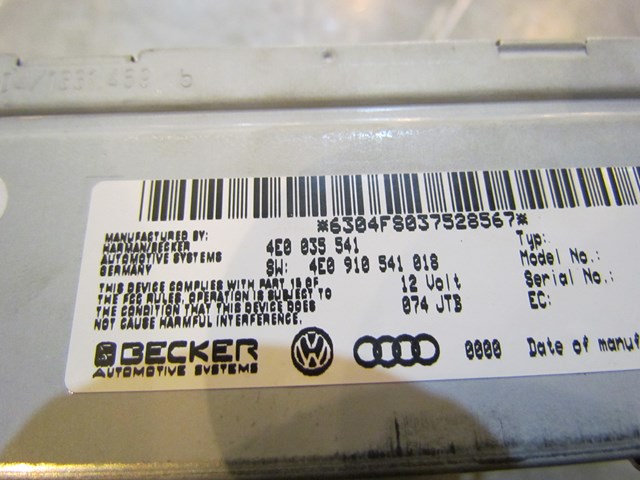 b
*6304FS037528567*
MANUFACTURED BY:
HARMAN/BECKER
AUTOMOTIVE SYSTEMS
GERMANY
4E0 035 541
SW: 4E0 910 541 018
THIS DEVICE COMPLIES WITH PART 15 OF
THE FCC RULES, OPERATION IS SUBJECT TO
THE CONDITION THAT THIS DEVICE DOES
NOT CAUSE HARMFUL INTERFERENCE.
12 Volt
074 JTB
Typ:
Model No.:
Serial No.:
EC:
BECKER
AUTOMOTIVE SYSTEMS
0000 Date of manuf